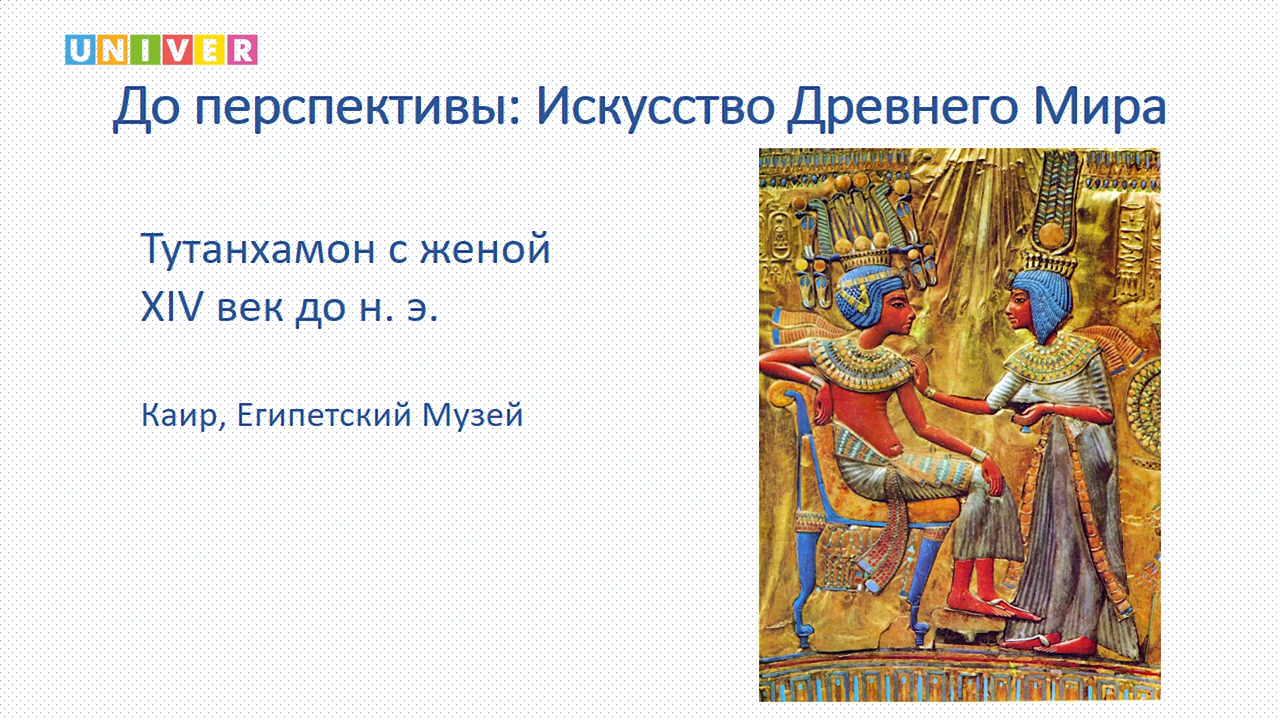 UNIVER
До перспективы: Искусство Древнего Мира
Тутанхамон с женой
XIV век до н. э.
Каир, Египетский Музей